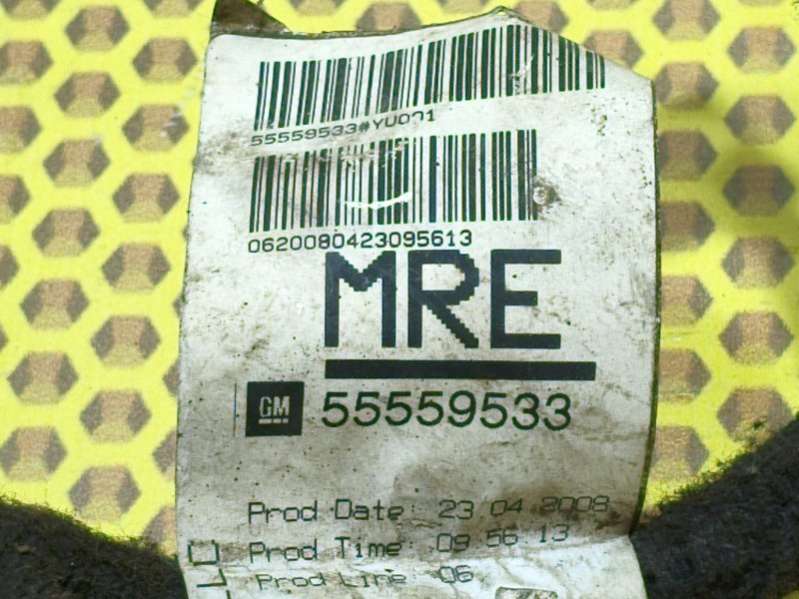 55559533#YU001
0620080423095613
MRE
GM 55559533
Prod Date: 23 04 2008
Prod Time: 09 56 13
Prod Line: 06